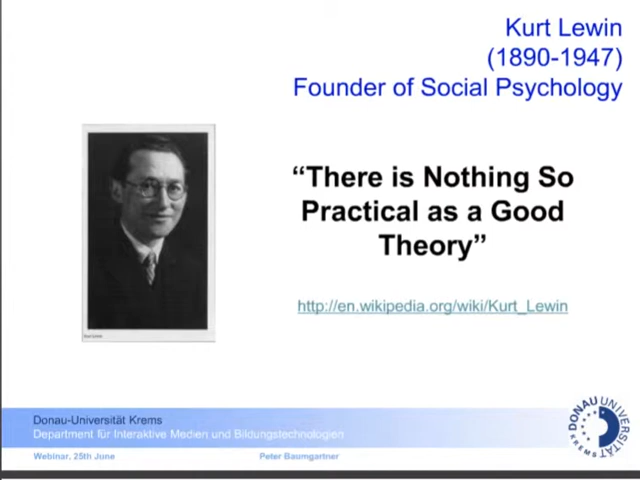 Kurt Lewin
(1890-1947)
Founder of Social Psychology
“There is Nothing So
Practical as a Good
Theory”
http://en.wikipedia.org/wiki/Kurt_Lewin
Donau-Universität Krems
Department für Interaktive Medien und Bildungstechnologien
Webinar, 25th June
Peter Baumgartner
DONAU UNIVERSITÄT
KREMS